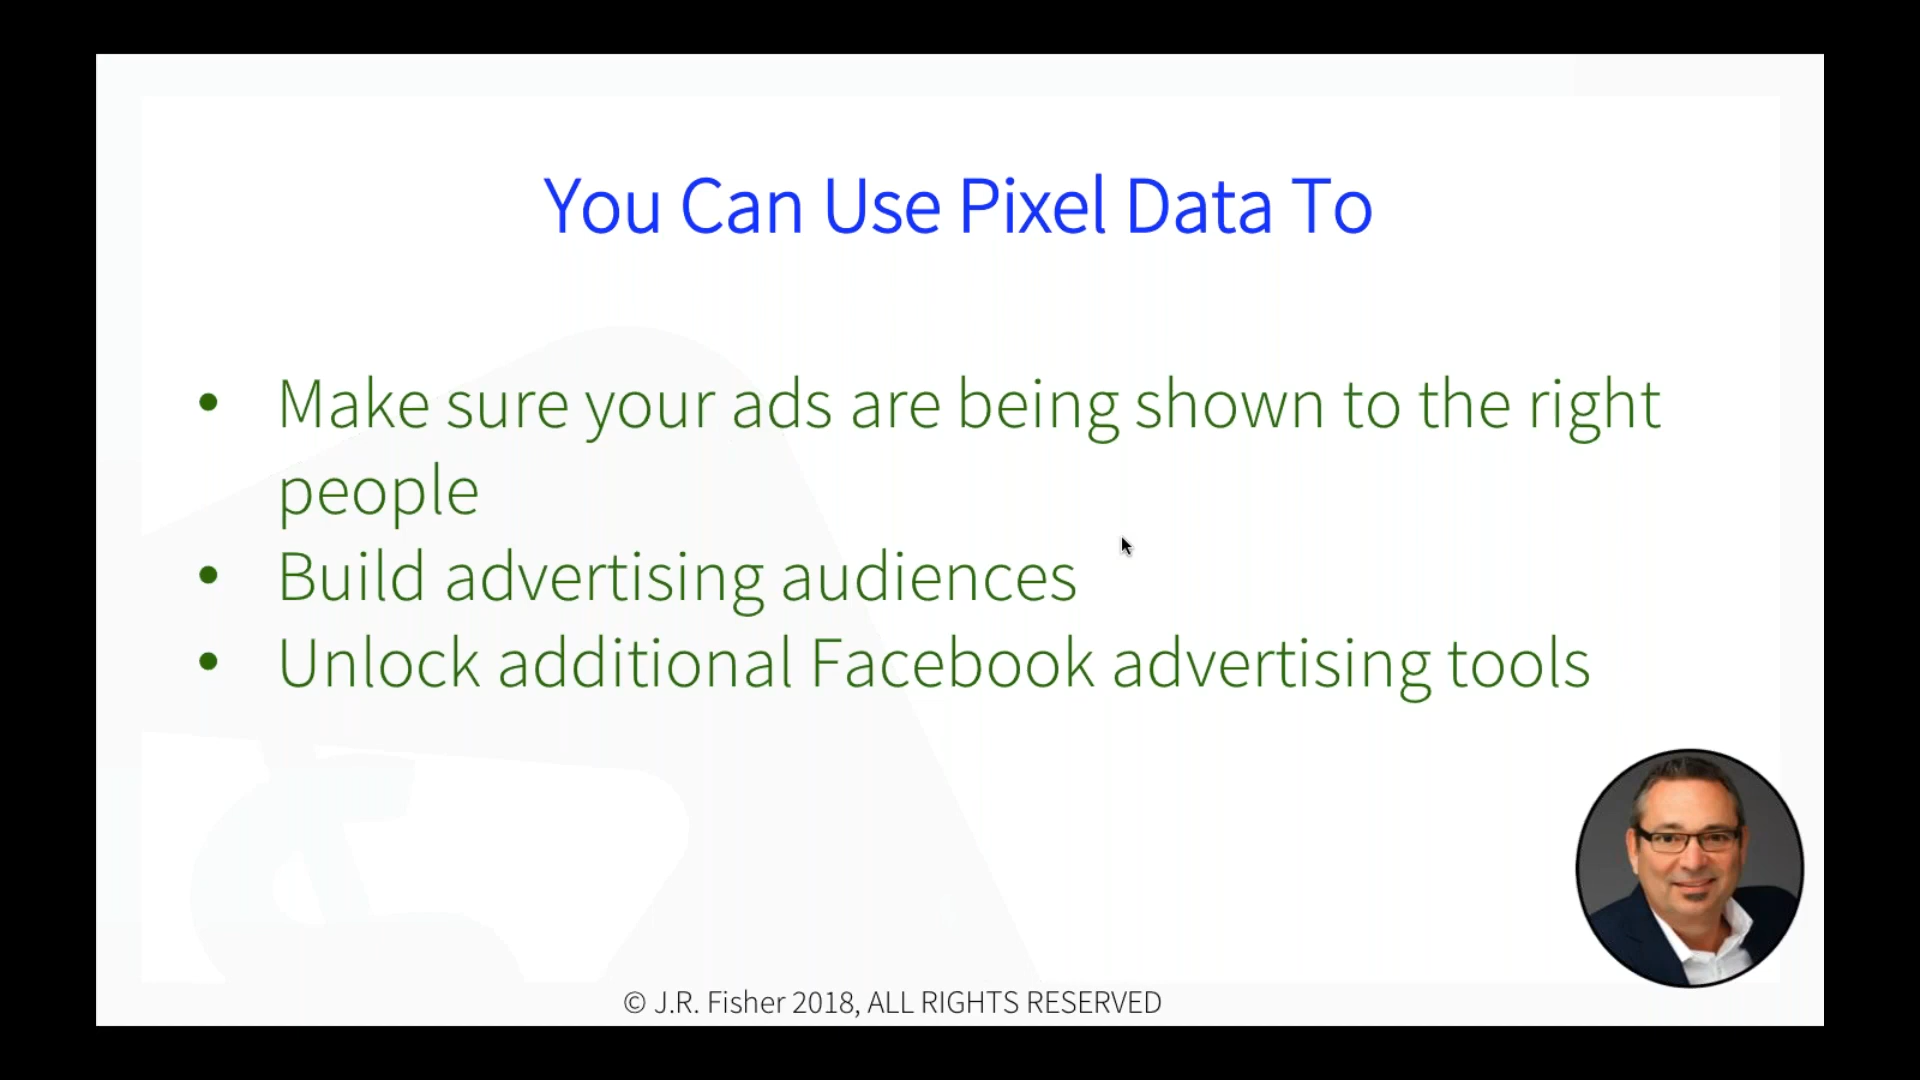 You Can Use Pixel Data To
• Make sure your ads are being shown to the right
people
• Build advertising audiences
• Unlock additional Facebook advertising tools
© J.R. Fisher 2018, ALL RIGHTS RESERVED